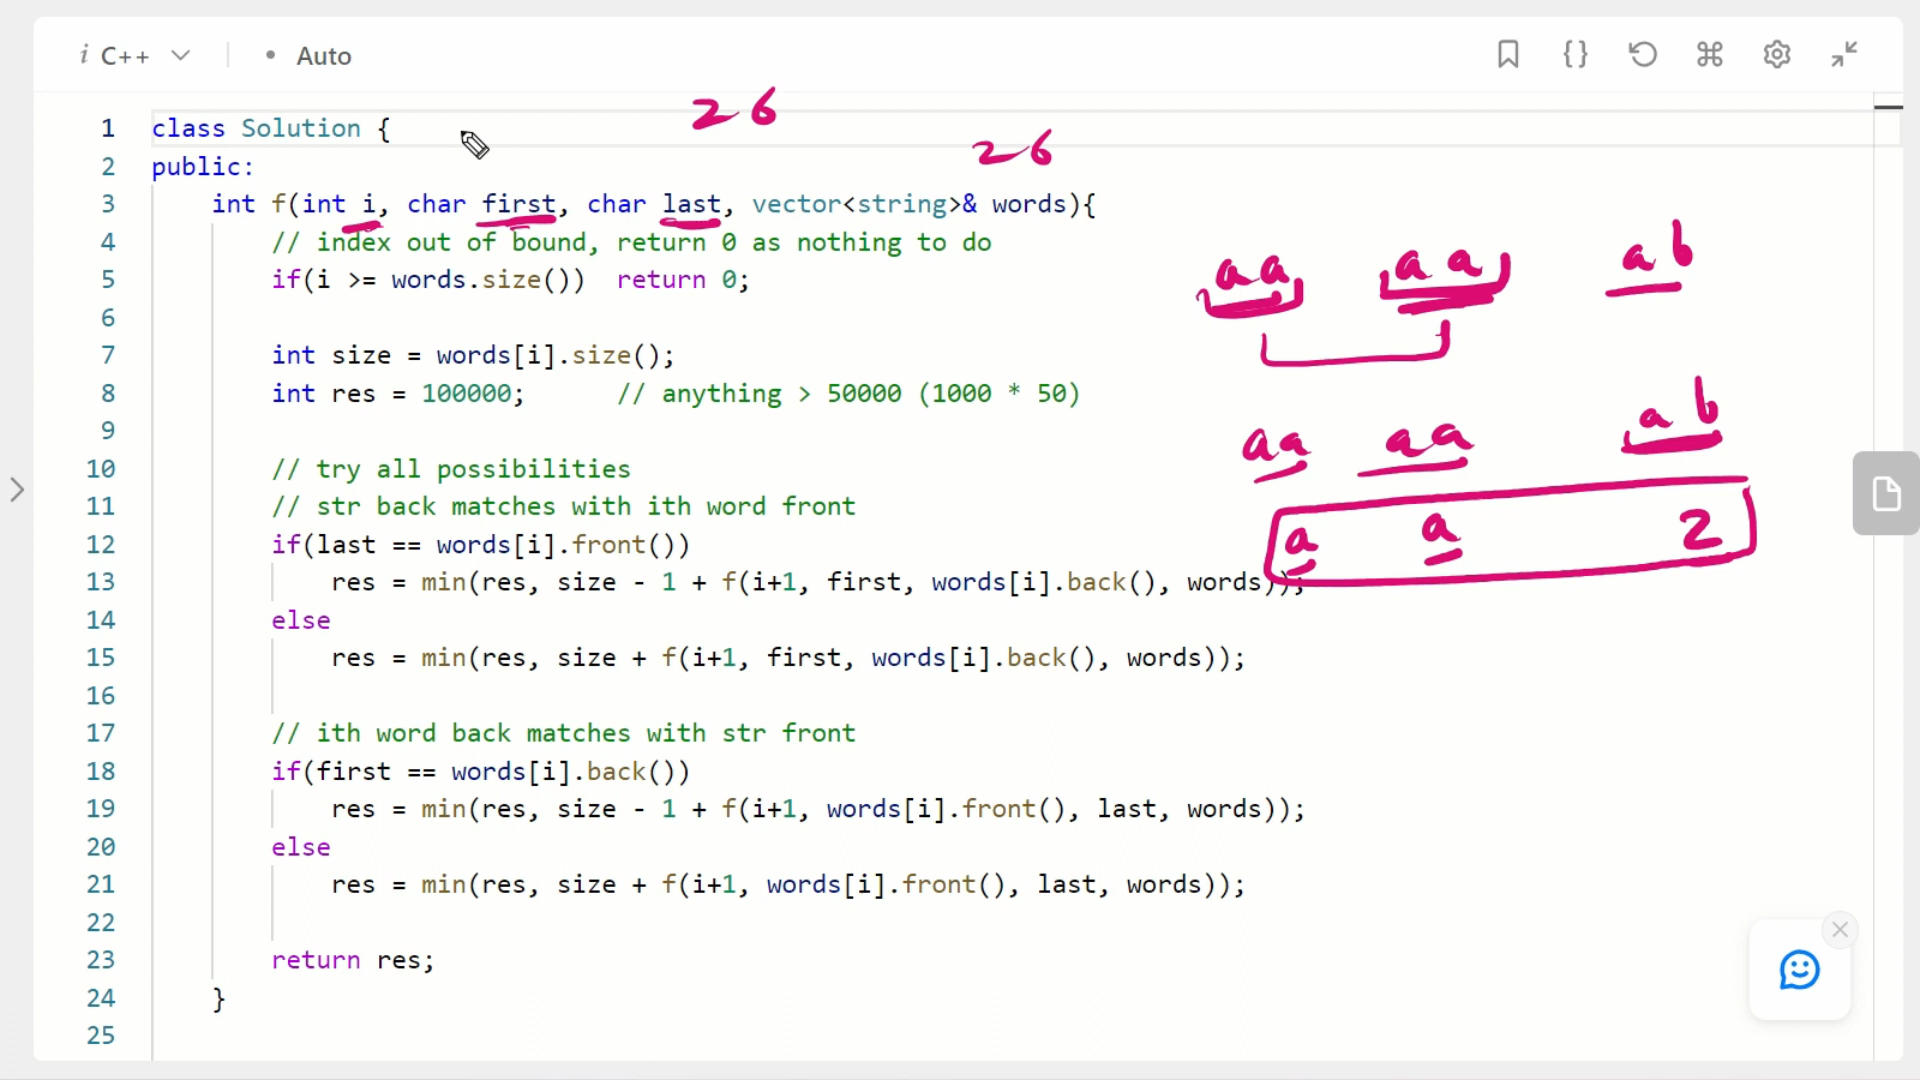 i C++ Auto
26
1 class Solution {
26
2 public:
3 int f(int i, char first, char last, vector<string>& words){
4 // index out of bound, return 0 as nothing to do
aa aa ab
5 if(i >= words.size()) return 0;
6
7 int size = words[i].size();
8 int res = 100000; // anything > 50000 (1000 * 50)
9
aa aa ab
10 // try all possibilities
11 // str back matches with ith word front
a a 2
12 if(last == words[i].front())
13 res = min(res, size - 1 + f(i+1, first, words[i].back(), words));
14 else
15 res = min(res, size + f(i+1, first, words[i].back(), words));
16
17 // ith word back matches with str front
18 if(first == words[i].back())
19 res = min(res, size - 1 + f(i+1, words[i].front(), last, words));
20 else
21 res = min(res, size + f(i+1, words[i].front(), last, words));
22
23 return res;
24 }
25